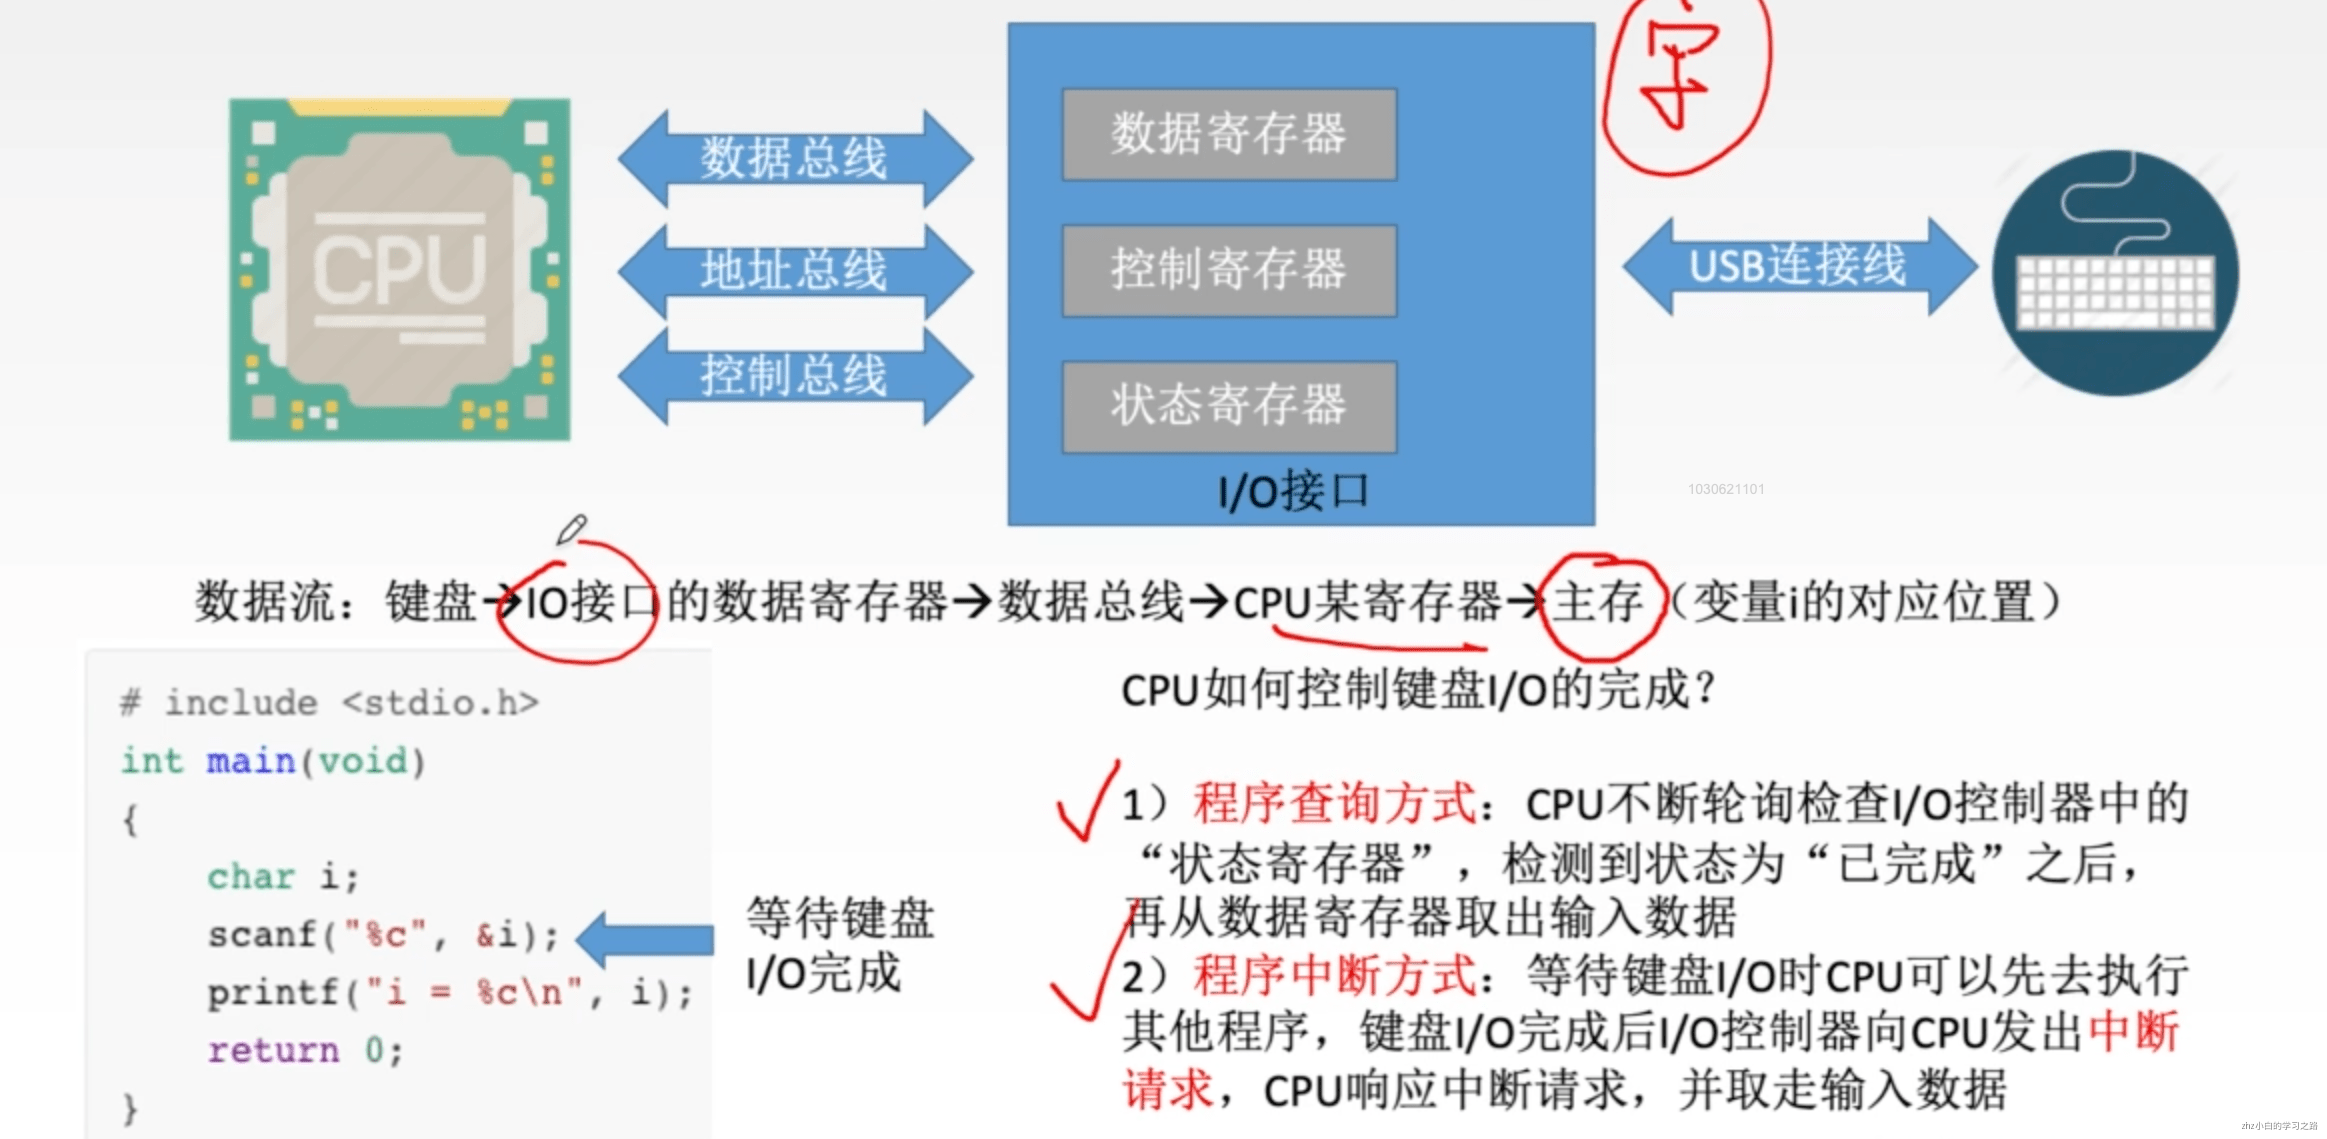 字
CPU
数据总线
地址总线
控制总线
数据寄存器
控制寄存器
状态寄存器
I/O接口
USB连接线
1030621101
数据流：键盘→IO接口的数据寄存器→数据总线→CPU某寄存器→主存（变量i的对应位置）
# include <stdio.h>
int main(void)
{
char i;
scanf("%c", &i);
printf("i = %c\n", i);
return 0;
}
等待键盘
I/O完成
CPU如何控制键盘I/O的完成？
1）程序查询方式：CPU不断轮询检查I/O控制器中的
“状态寄存器”，检测到状态为“已完成”之后，
再从数据寄存器取出输入数据
2）程序中断方式：等待键盘I/O时CPU可以先去执行
其他程序，键盘I/O完成后I/O控制器向CPU发出中断
请求，CPU响应中断请求，并取走输入数据
zhz小白的学习之路